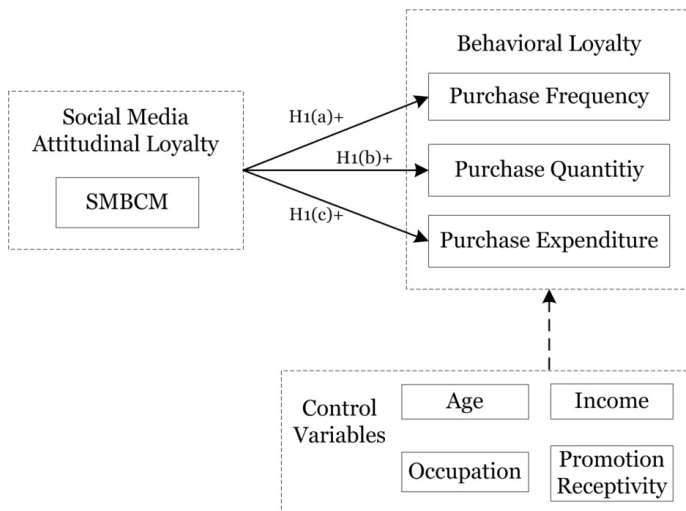 Behavioral Loyalty
Purchase Frequency
Social Media
Attitudinal Loyalty
H1(a)+
H1(b)+
Purchase Quantitiy
SMBCM
H1(c)+
Purchase Expenditure
Control
Variables
Age
Income
Occupation
Promotion
Receptivity